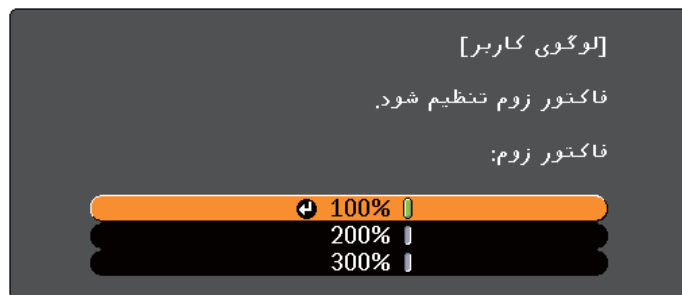 [لوگوی کاربر]
فاکتور زوم تنظیم شود.
فاکتور زوم:
100%
200%
300%